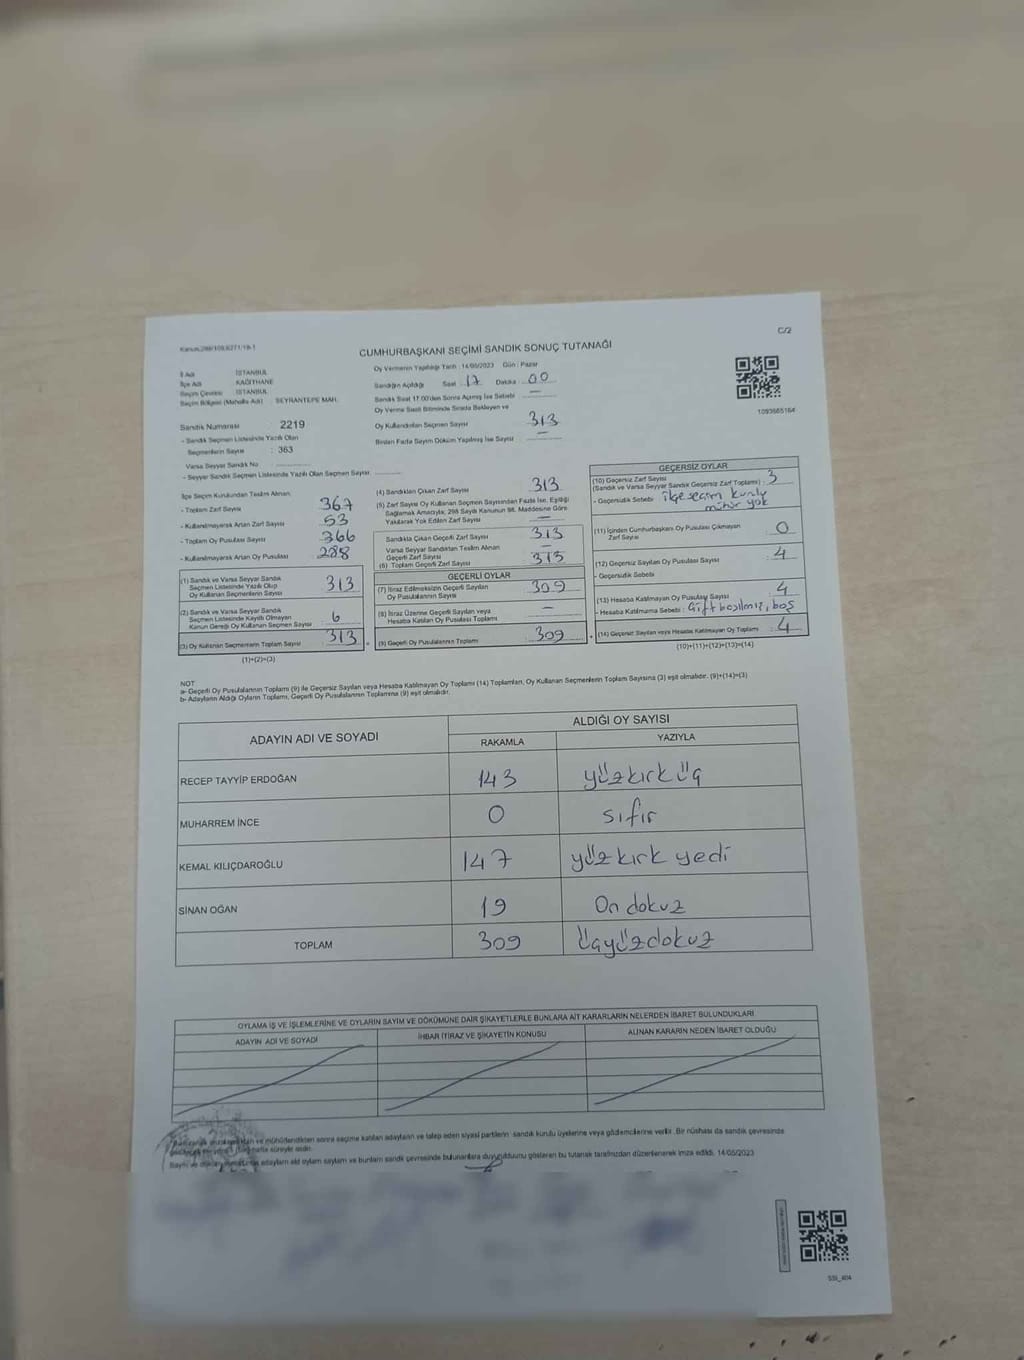 Kanun:298/109,6271/18-1
C/2
CUMHURBAŞKANI SEÇİMİ SANDIK SONUÇ TUTANAĞI
İl Adı : İSTANBUL
İlçe Adı : KAĞITHANE
Seçim Çevresi : İSTANBUL
Seçim Bölgesi (Mahalle Adı) : SEYRANTEPE MAH.
Sandık Numarası : 2219
- Sandık Seçmen Listesinde Yazılı Olan
Seçmenlerin Sayısı : 363
Varsa Seyyar Sandık No :
- Seyyar Sandık Seçmen Listesinde Yazılı Olan Seçmen Sayısı:
Oy Vermenin Yapıldığı Tarih : 14/05/2023 Gün : Pazar
Sandığın Açıldığı Saat : 17 Dakika : 00
Sandık Saat 17.00'den Sonra Açılmış İse Sebebi : —
Oy Verme Saati Bitiminde Sırada Bekleyen ve
Oy Kullandırılan Seçmen Sayısı : 313
Birden Fazla Sayım Döküm Yapılmış İse Sayısı : —
1093665164
İlçe Seçim Kurulundan Teslim Alınan;
- Toplam Zarf Sayısı : 367
- Kullanılmayarak Artan Zarf Sayısı : 53
- Toplam Oy Pusulası Sayısı : 366
- Kullanılmayarak Artan Oy Pusulası : 288
(1) Sandık ve Varsa Seyyar Sandık
Seçmen Listesinde Yazılı Olup
Oy Kullanan Seçmenlerin Sayısı : 313
(2) Sandık ve Varsa Seyyar Sandık
Seçmen Listesinde Kayıtlı Olmayan
Kanun Gereği Oy Kullanan Seçmen Sayısı : 6
(3) Oy Kullanan Seçmenlerin Toplam Sayısı : 313
(1)+(2)=(3)
(4) Sandıktan Çıkan Zarf Sayısı : 313
(5) Zarf Sayısı Oy Kullanan Seçmen Sayısından Fazla İse, Eşitliği
Sağlamak Amacıyla; 298 Sayılı Kanunun 98. Maddesine Göre
Yakılarak Yok Edilen Zarf Sayısı : —
Sandıkta Çıkan Geçerli Zarf Sayısı : 313
Varsa Seyyar Sandıktan Teslim Alınan
Geçerli Zarf Sayısı : —
(6) Toplam Geçerli Zarf Sayısı : 313
GEÇERLİ OYLAR
(7) İtiraz Edilmeksizin Geçerli Sayılan
Oy Pusulalarının Sayısı : 309
(8) İtiraz Üzerine Geçerli Sayılan veya
Hesaba Katılan Oy Pusulası Toplamı : —
(9) Geçerli Oy Pusulalarının Toplamı : 309
GEÇERSİZ OYLAR
(10) Geçersiz Zarf Sayısı
(Sandık ve Varsa Seyyar Sandık Geçersiz Zarf Toplamı) : 3
- Geçersizlik Sebebi : ilçe seçim kurulu
mührü yok
(11) İçinden Cumhurbaşkanı Oy Pusulası Çıkmayan
Zarf Sayısı : 0
(12) Geçersiz Sayılan Oy Pusulası Sayısı : 4
- Geçersizlik Sebebi
(13) Hesaba Katılmayan Oy Pusulası Sayısı : 4
- Hesaba Katılmama Sebebi : Çift basılmış, boş
(14) Geçersiz Sayılan veya Hesaba Katılmayan Oy Toplamı : 4
(10)+(11)+(12)+(13)=(14)
NOT
a- Geçerli Oy Pusulalarının Toplamı (9) ile Geçersiz Sayılan veya Hesaba Katılmayan Oy Toplamı (14) Toplamları, Oy Kullanan Seçmenlerin Toplam Sayısına (3) eşit olmalıdır. (9)+(14)=(3)
b- Adayların Aldığı Oyların Toplamı, Geçerli Oy Pusulalarının Toplamına (9) eşit olmalıdır.
ADAYIN ADI VE SOYADI
ALDIĞI OY SAYISI
RAKAMLA YAZIYLA
RECEP TAYYİP ERDOĞAN 143 yüzkırk üç
MUHARREM İNCE 0 sıfır
KEMAL KILIÇDAROĞLU 147 yüzkırk yedi
SİNAN OĞAN 19 On dokuz
TOPLAM 309 üçyüzdokuz
OYLAMA İŞ VE İŞLEMLERİNE VE OYLARIN SAYIM VE DÖKÜMÜNE DAİR ŞİKAYETLERLE BUNLARA AİT KARARLARIN NELERDEN İBARET BULUNDUKLARI
ADAYIN ADI VE SOYADI İHBAR İTİRAZ VE ŞİKAYETİN KONUSU ALINAN KARARIN NEDEN İBARET OLDUĞU
ve mühürlendikten sonra seçime katılan adayların ve talep eden siyasi partilerin sandık kurulu üyelerine veya gözlemcilerine verilir. Bir nüshası da sandık çevresinde
hafta süreyle asılır.
Sayım ve döküm adayların aldığı oyların sayısını ve bunların sandık çevresinde bulunanlara duyurulduğunu gösteren bu tutanak tarafımızdan düzenlenerek imza edildi. 14/05/2023
SSL_404